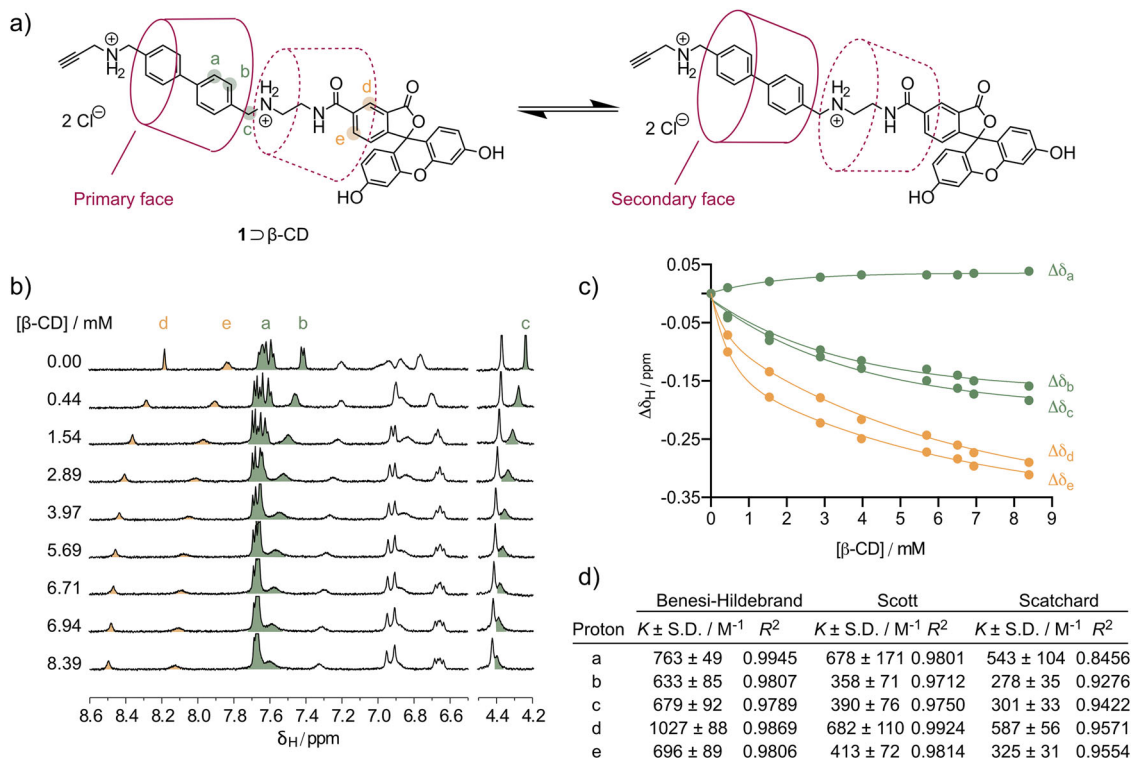 a)
a
b
c
d
e
N
H2
+
2 Cl⊖
NH2
+
O
N
H
O
O
O
OH
HO
Primary face
1⊃β-CD
N
H2
+
2 Cl⊖
NH2
+
O
N
H
O
O
O
OH
HO
Secondary face
b)
[β-CD] / mM
d e a b c
0.00
0.44
1.54
2.89
3.97
5.69
6.71
6.94
8.39
8.6 8.4 8.2 8.0 7.8 7.6 7.4 7.2 7.0 6.8 6.6 6.4 4.4 4.2
δH / ppm
c)
0.05
-0.05
-0.15
-0.25
-0.35
ΔδH / ppm
Δδa
Δδb
Δδc
Δδd
Δδe
0 1 2 3 4 5 6 7 8 9
[β-CD] / mM
d)
Benesi-Hildebrand Scott Scatchard
Proton K ± S.D. / M-1 R2 K ± S.D. / M-1 R2 K ± S.D. / M-1 R2
a 763 ± 49 0.9945 678 ± 171 0.9801 543 ± 104 0.8456
b 633 ± 85 0.9807 358 ± 71 0.9712 278 ± 35 0.9276
c 679 ± 92 0.9789 390 ± 76 0.9750 301 ± 33 0.9422
d 1027 ± 88 0.9869 682 ± 110 0.9924 587 ± 56 0.9571
e 696 ± 89 0.9806 413 ± 72 0.9814 325 ± 31 0.9554